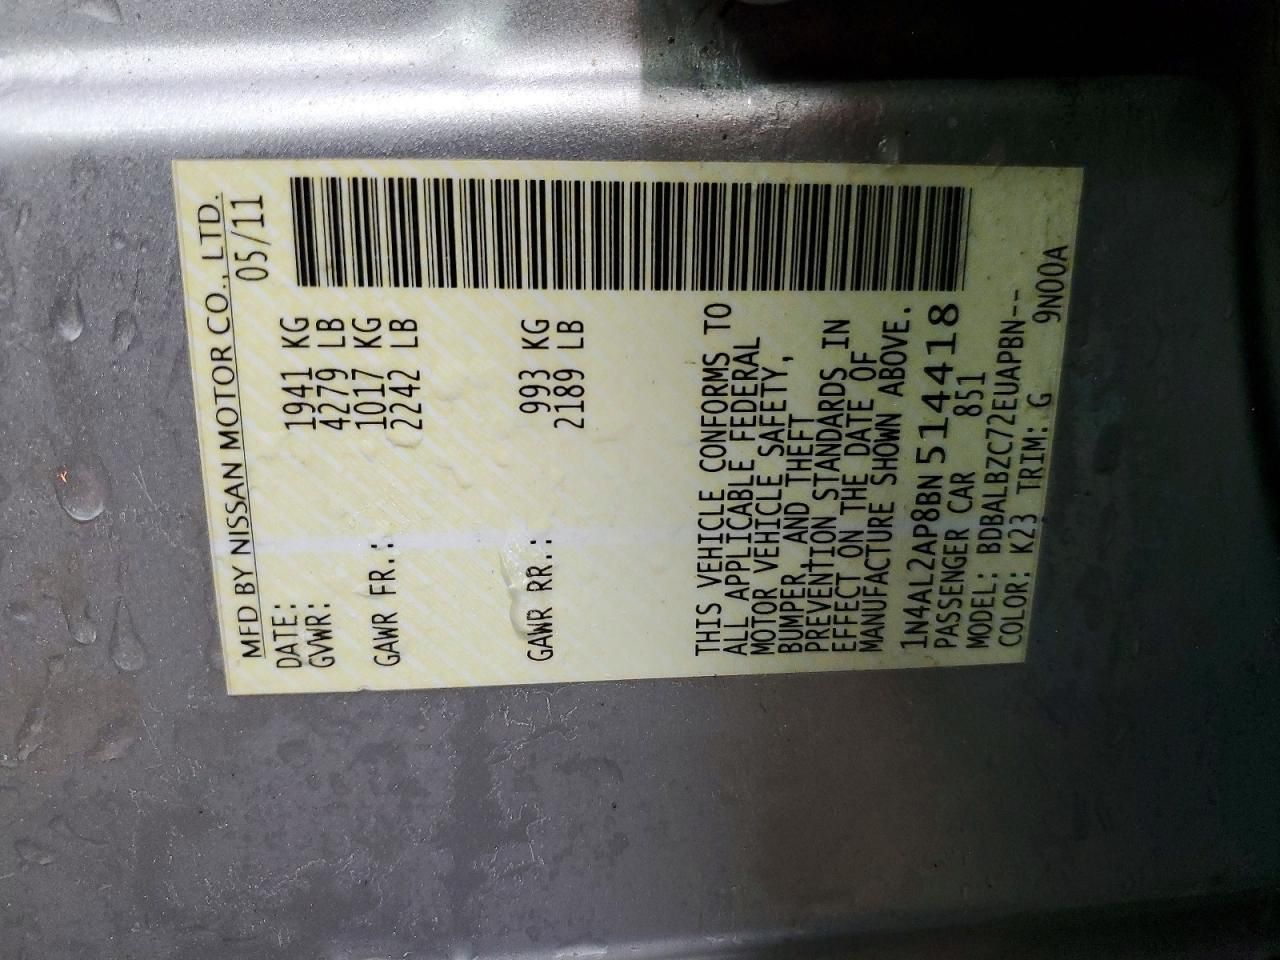 MFD BY NISSAN MOTOR CO., LTD.
DATE: 05/11
GVWR: 1941 KG
4279 LB
GAWR FR.: 1017 KG
2242 LB
GAWR RR.: 993 KG
2189 LB
THIS VEHICLE CONFORMS TO
ALL APPLICABLE FEDERAL
MOTOR VEHICLE SAFETY,
BUMPER, AND THEFT
PREVENTION STANDARDS IN
EFFECT ON THE DATE OF
MANUFACTURE SHOWN ABOVE.
1N4AL2AP8BN514418
PASSENGER CAR 851
MODEL: BDBALBZC72EUAPBN--
COLOR: K23 TRIM: G 9N00A